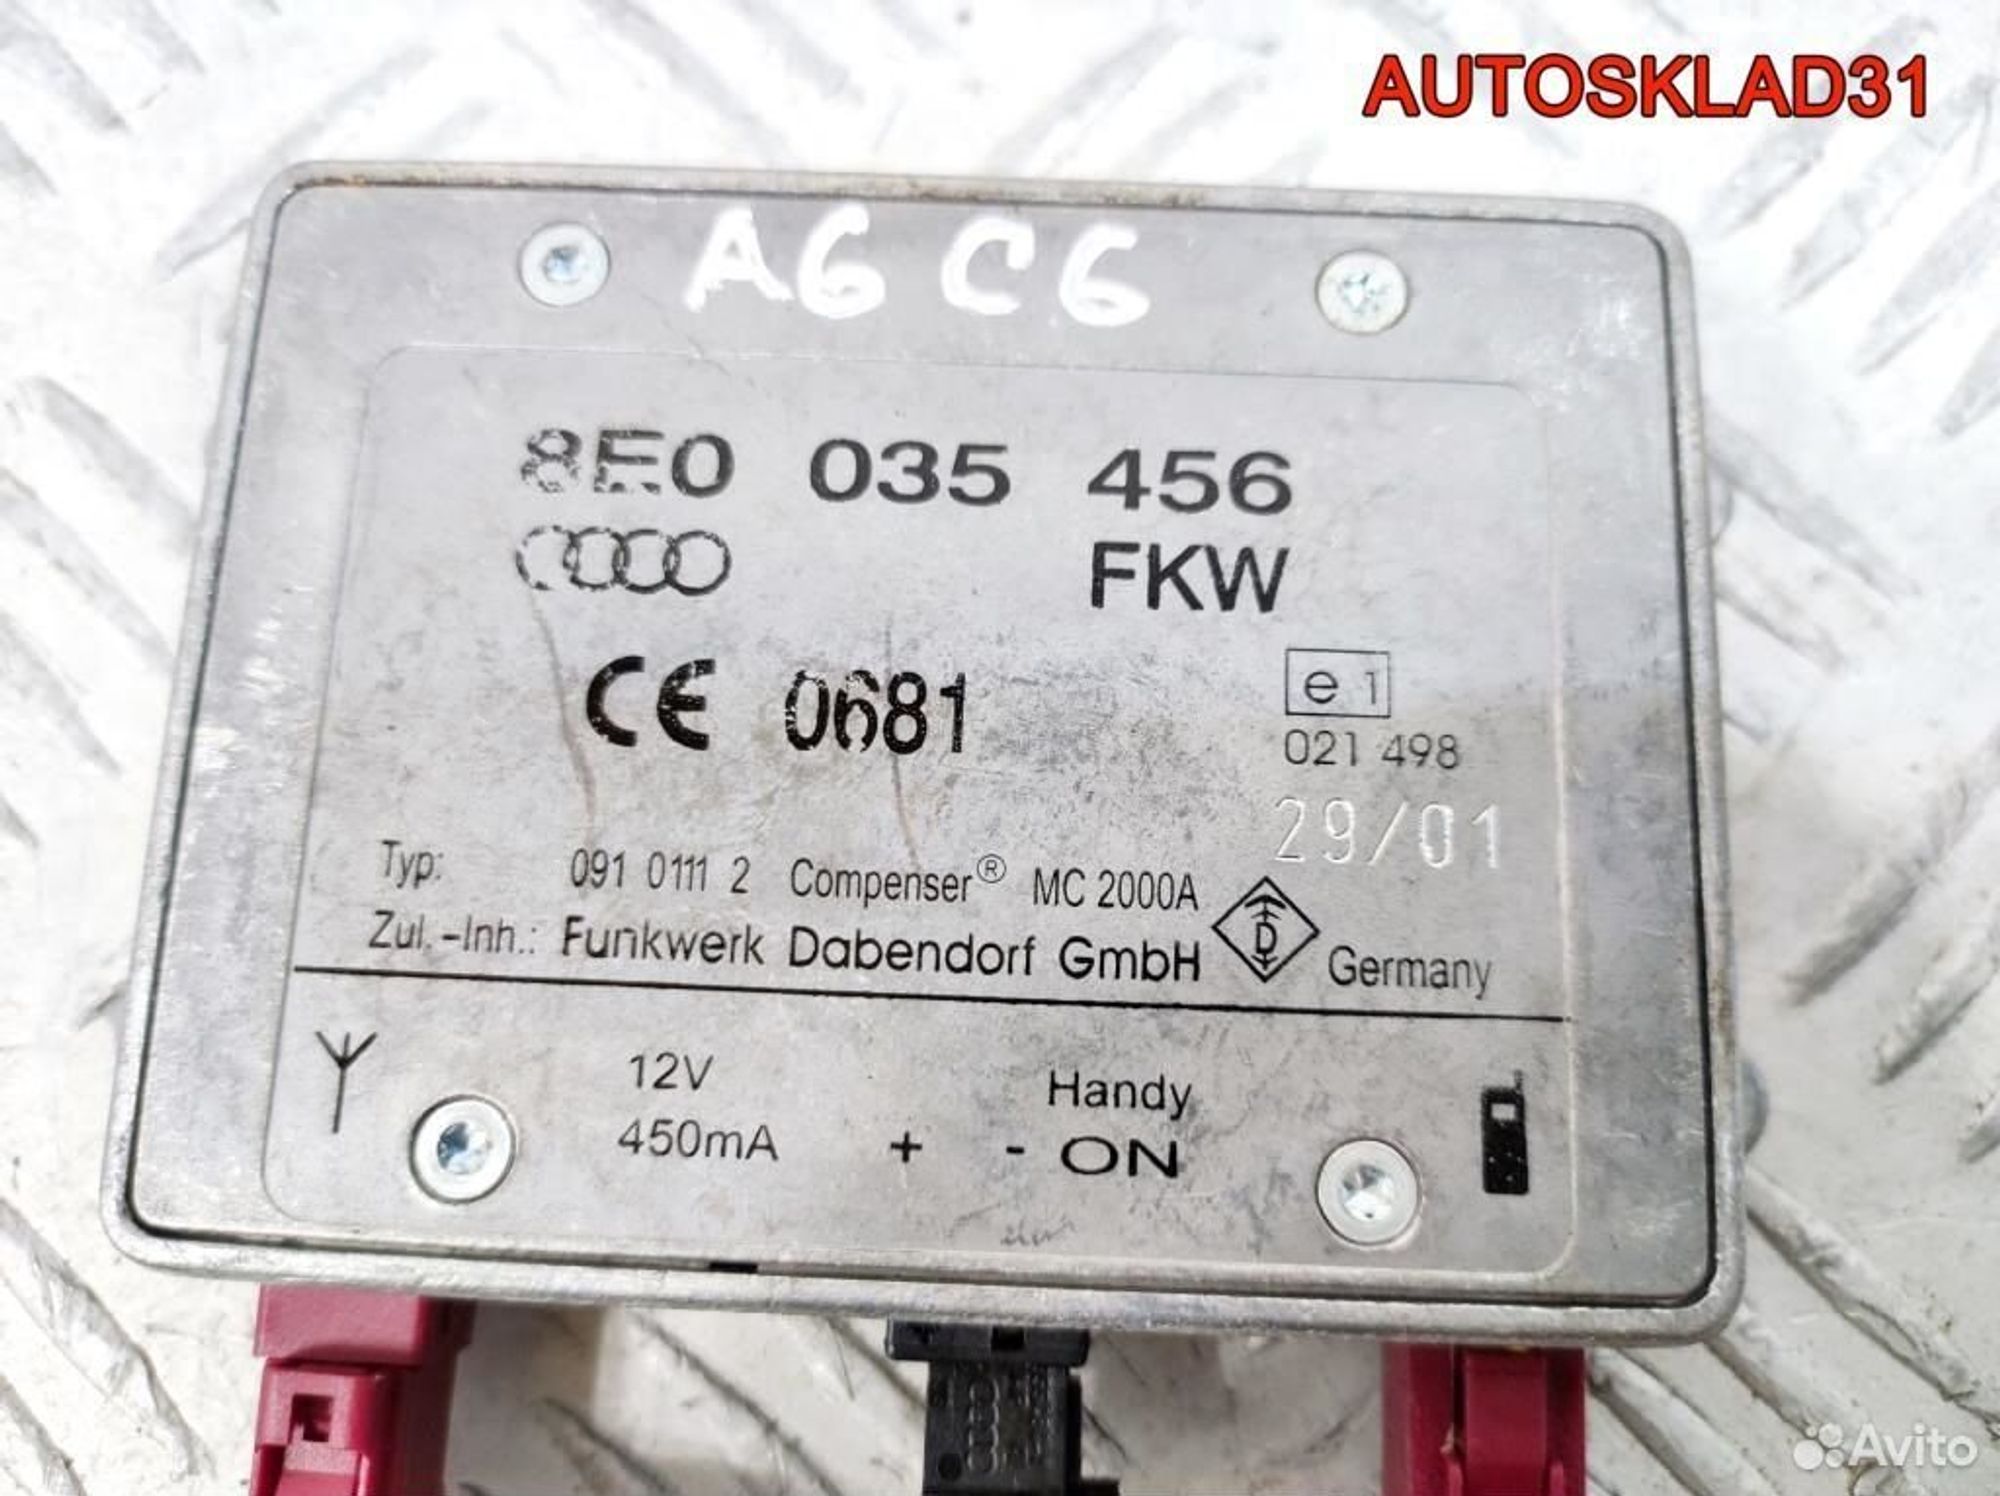 AUTOSKLAD31
A6 C6
8E0 035 456
FKW
CE 0681
e1
021 498
29/01
Typ: 091 0111 2 Compenser® MC 2000A
Zul.-Inh.: Funkwerk Dabendorf GmbH D Germany
12V Handy
450mA + - ON
Avito